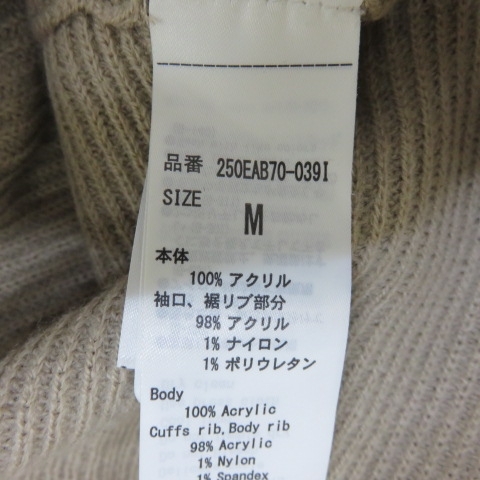 品番 250EAB70-039I
SIZE M
本体
100% アクリル
袖口、裾リブ部分
98% アクリル
1% ナイロン
1% ポリウレタン
Body
100% Acrylic
Cuffs rib,Body rib
98% Acrylic
1% Nylon
1% Spandex